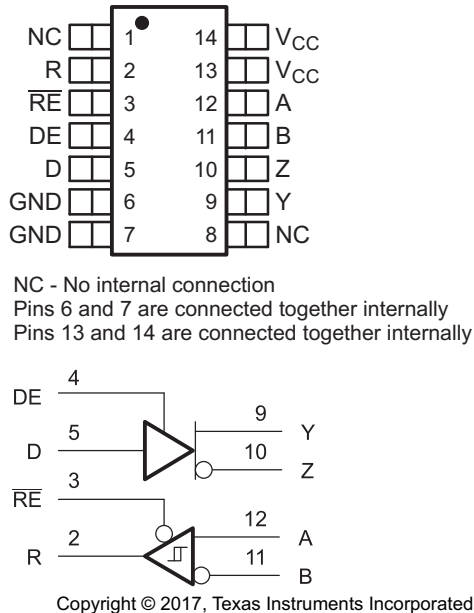 NC 1 14 VCC
R 2 13 VCC
R̅E̅ 3 12 A
DE 4 11 B
D 5 10 Z
GND 6 9 Y
GND 7 8 NC
NC - No internal connection
Pins 6 and 7 are connected together internally
Pins 13 and 14 are connected together internally
DE 4
9 Y
D 5
10 Z
R̅E̅ 3
12 A
R 2
11 B
Copyright © 2017, Texas Instruments Incorporated